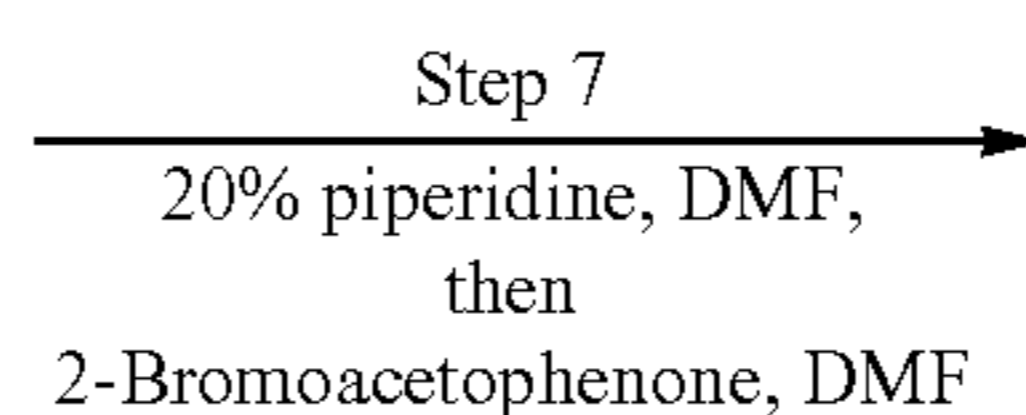 Step 7
20% piperidine, DMF,
then
2-Bromoacetophenone, DMF